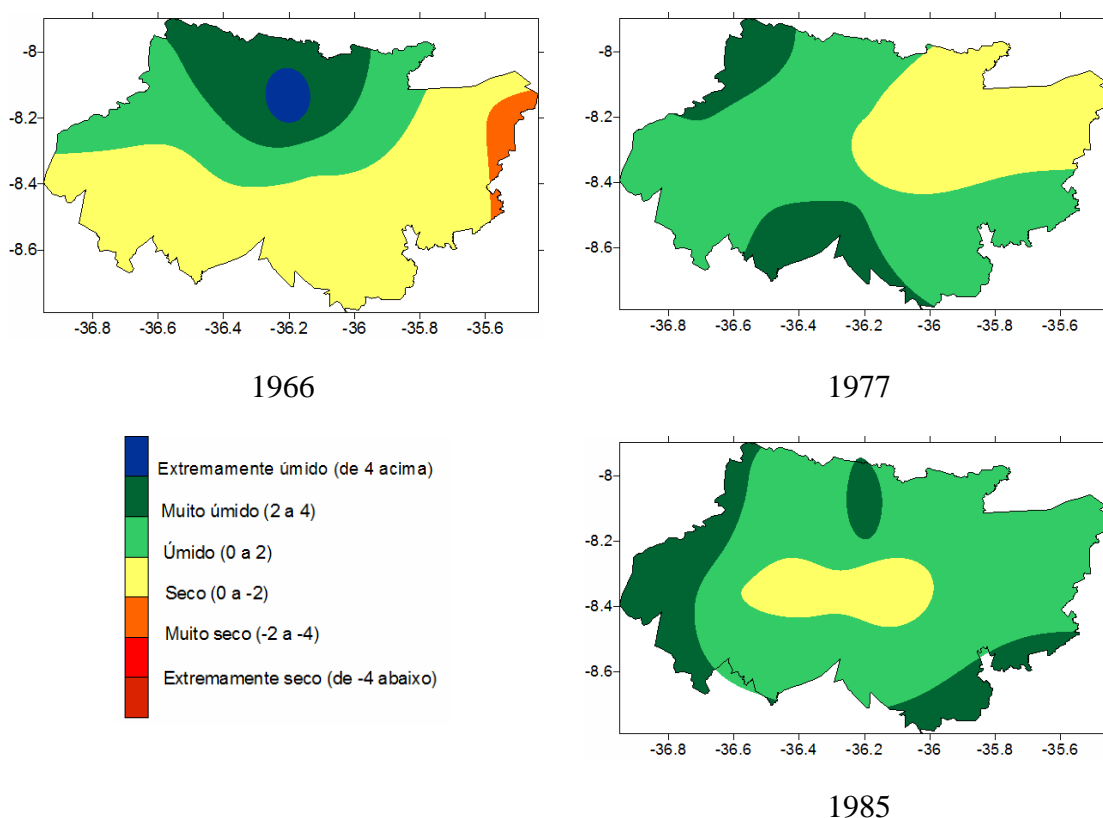 -8
-8.2
-8.4
-8.6
-36.8 -36.6 -36.4 -36.2 -36 -35.8 -35.6
1966
-8
-8.2
-8.4
-8.6
-36.8 -36.6 -36.4 -36.2 -36 -35.8 -35.6
1977
Extremamente úmido (de 4 acima)
Muito úmido (2 a 4)
Úmido (0 a 2)
Seco (0 a -2)
Muito seco (-2 a -4)
Extremamente seco (de -4 abaixo)
-8
-8.2
-8.4
-8.6
-36.8 -36.6 -36.4 -36.2 -36 -35.8 -35.6
1985